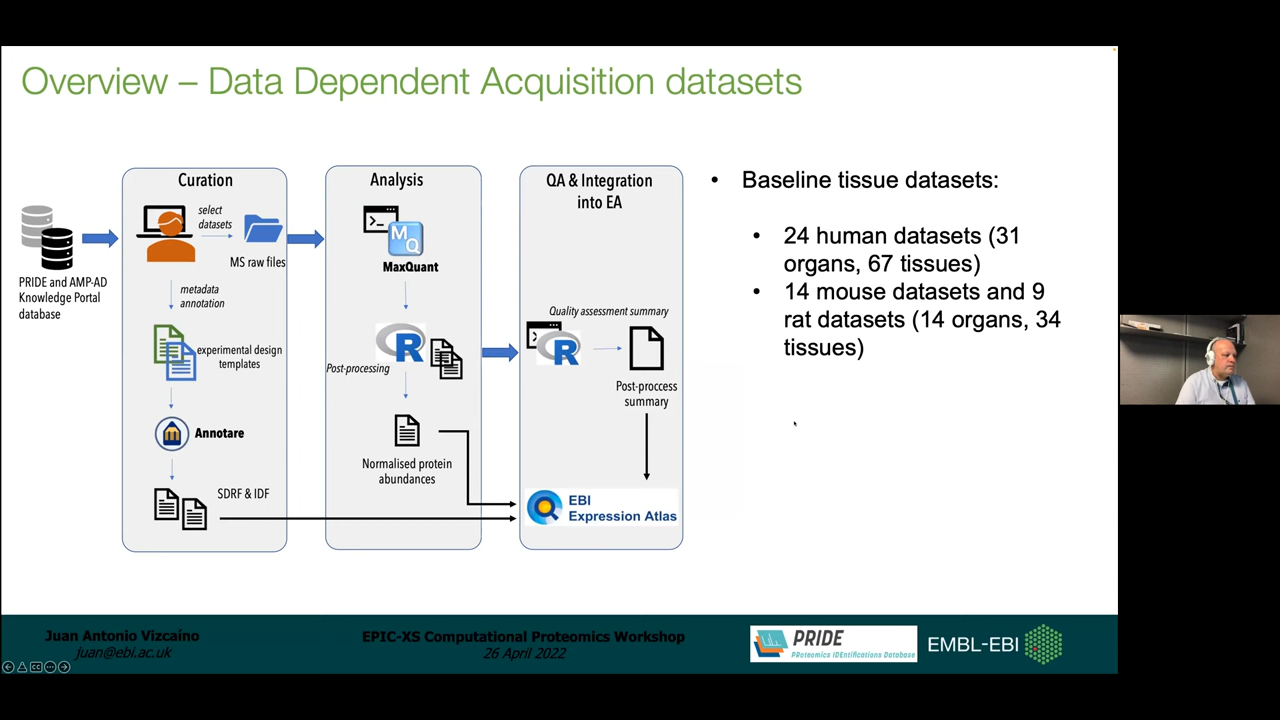 Overview – Data Dependent Acquisition datasets
PRIDE and AMP-AD
Knowledge Portal
database
Curation
select
datasets
MS raw files
metadata
annotation
experimental design
templates
Annotare
SDRF & IDF
Analysis
MQ
MaxQuant
R
Post-processing
Normalised protein
abundances
QA & Integration
into EA
Quality assessment summary
R
Post-proccess
summary
EBI
Expression Atlas
• Baseline tissue datasets:
• 24 human datasets (31
organs, 67 tissues)
• 14 mouse datasets and 9
rat datasets (14 organs, 34
tissues)
Juan Antonio Vizcaíno
juan@ebi.ac.uk
EPIC-XS Computational Proteomics Workshop
26 April 2022
PRIDE
PRoteomics IDEntifications Database
EMBL-EBI